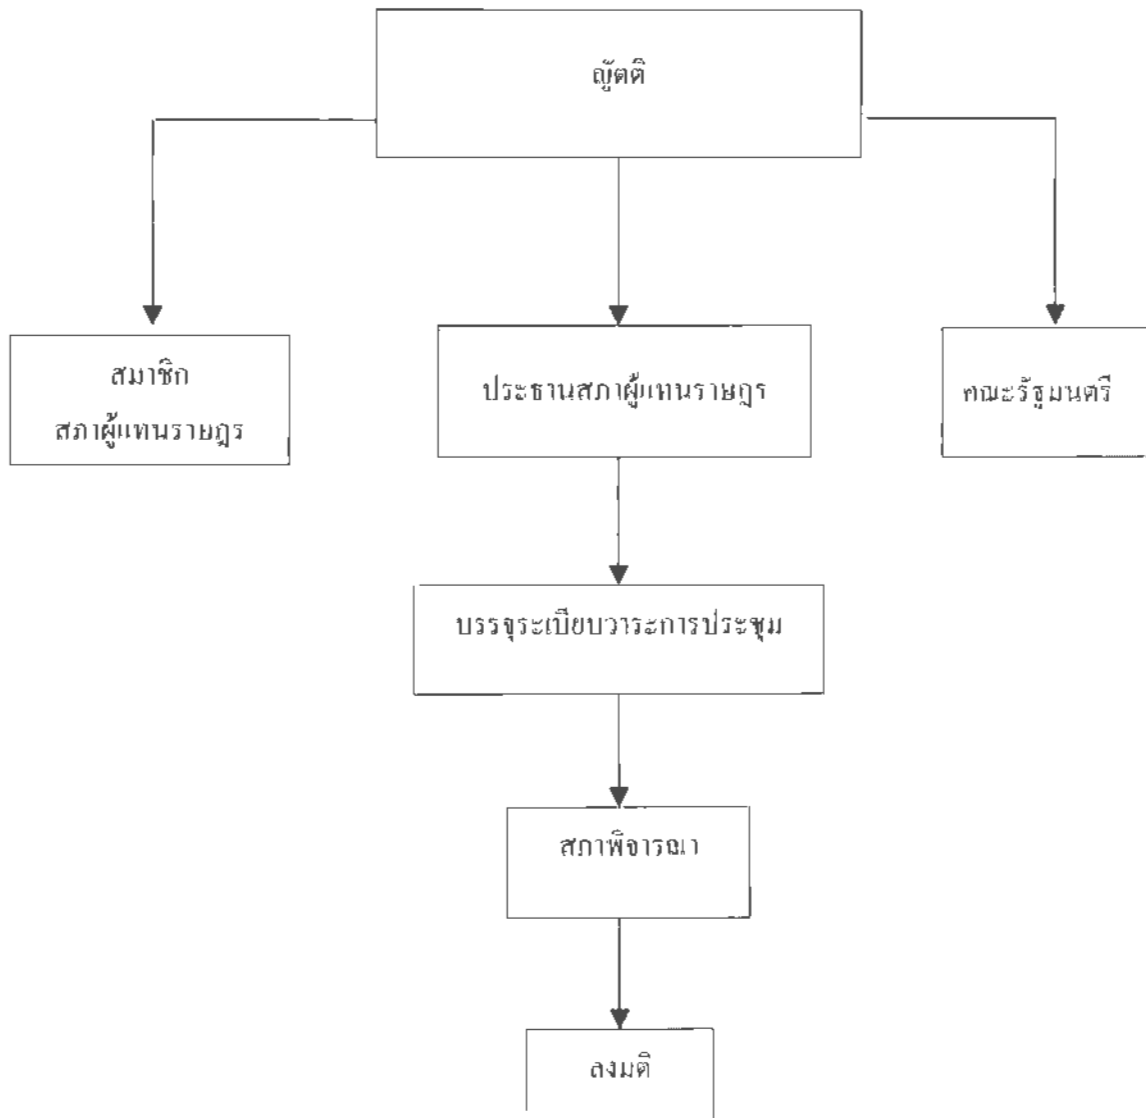 ญัตติ
สมาชิก
สภาผู้แทนราษฎร
ประธานสภาผู้แทนราษฎร
คณะรัฐมนตรี
บรรจุระเบียบวาระการประชุม
สภาพิจารณา
ลงมติ